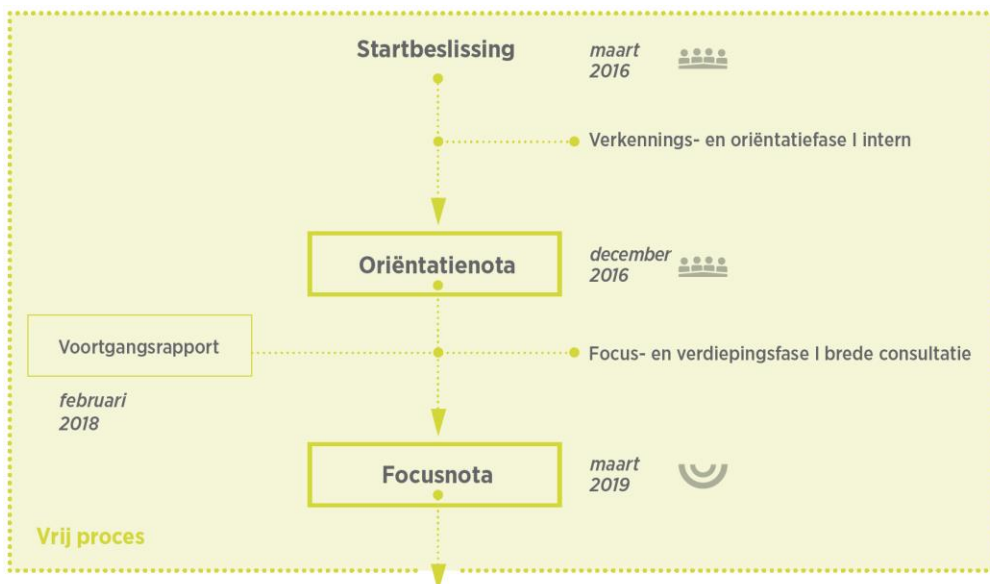 Startbeslissing
maart
2016
Verkennings- en oriëntatiefase I intern
Oriëntatienota
december
2016
Voortgangsrapport
februari
2018
Focus- en verdiepingsfase I brede consultatie
Focusnota
maart
2019
Vrij proces